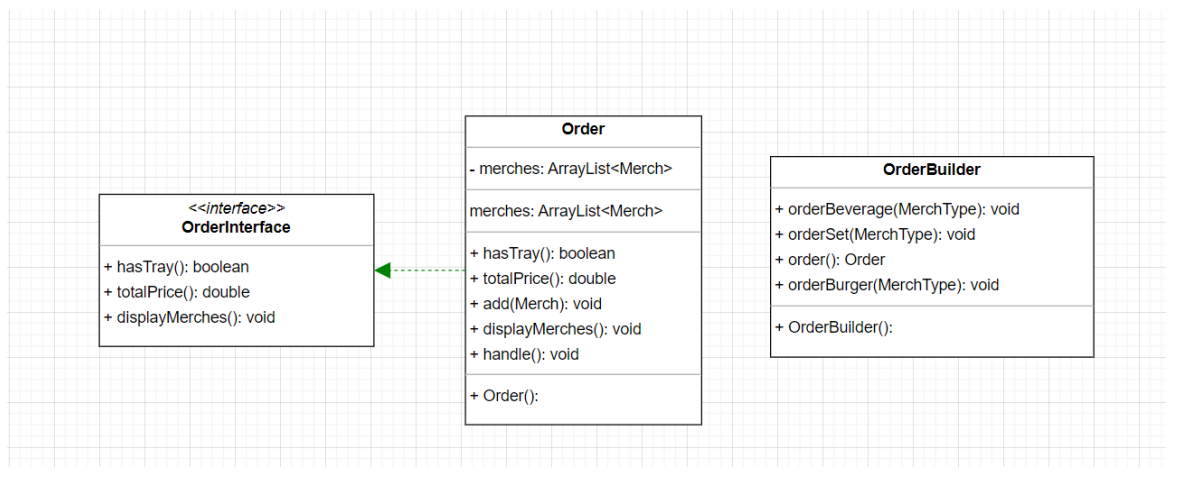 <<interface>>
OrderInterface
+ hasTray(): boolean
+ totalPrice(): double
+ displayMerches(): void
Order
- merches: ArrayList<Merch>
merches: ArrayList<Merch>
+ hasTray(): boolean
+ totalPrice(): double
+ add(Merch): void
+ displayMerches(): void
+ handle(): void
+ Order():
OrderBuilder
+ orderBeverage(MerchType): void
+ orderSet(MerchType): void
+ order(): Order
+ orderBurger(MerchType): void
+ OrderBuilder():